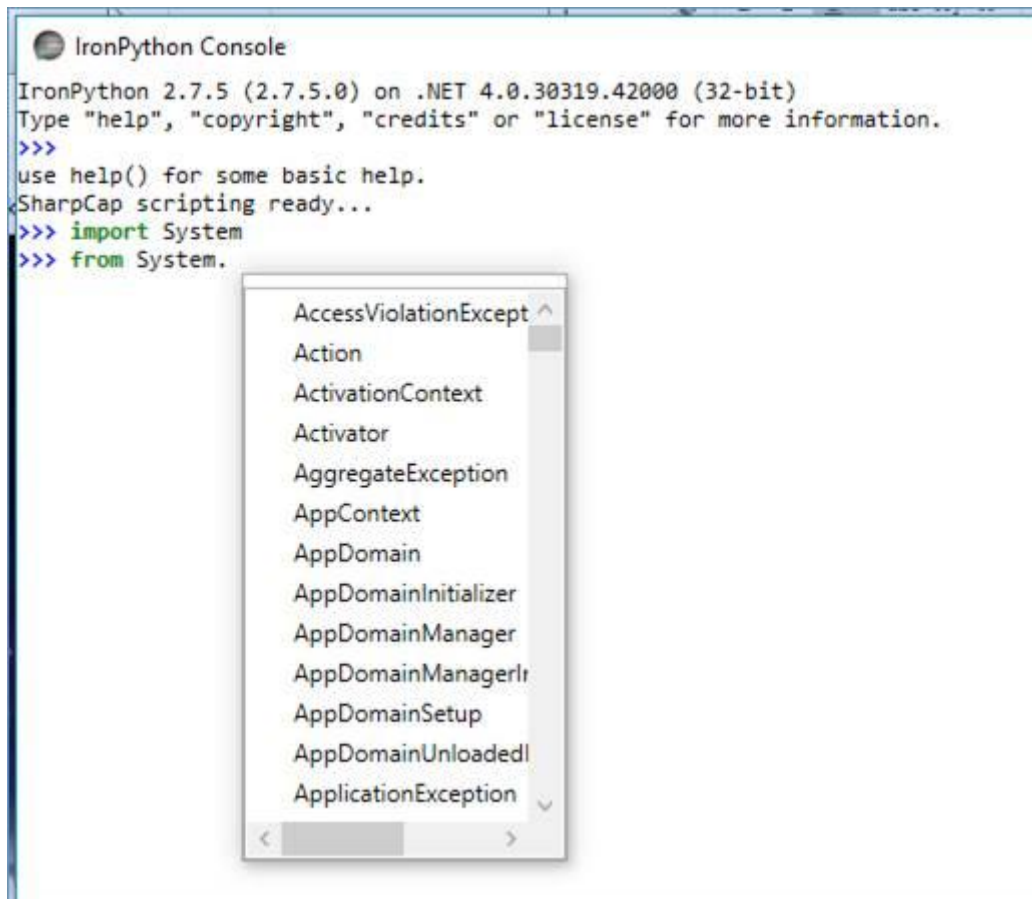 IronPython Console
IronPython 2.7.5 (2.7.5.0) on .NET 4.0.30319.42000 (32-bit)
Type "help", "copyright", "credits" or "license" for more information.
>>>
use help() for some basic help.
SharpCap scripting ready...
>>> import System
>>> from System.
AccessViolationExcept
Action
ActivationContext
Activator
AggregateException
AppContext
AppDomain
AppDomainInitializer
AppDomainManager
AppDomainManagerIn
AppDomainSetup
AppDomainUnloaded
ApplicationException